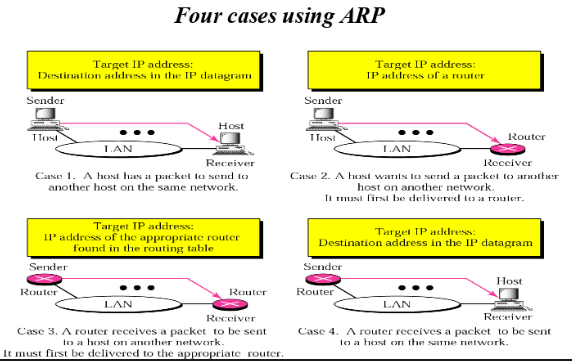 Four cases using ARP
Target IP address:
Destination address in the IP datagram
Sender
Host
Host
LAN
Receiver
Case 1. A host has a packet to send to
another host on the same network.
Target IP address:
IP address of a router
Sender
Host
Router
LAN
Receiver
Case 2. A host wants to send a packet to another
host on another network.
It must first be delivered to a router.
Target IP address:
IP address of the appropriate router
found in the routing table
Sender
Router
Router
LAN
Receiver
Case 3. A router receives a packet to be sent
to a host on another network.
It must first be delivered to the appropriate router.
Target IP address:
Destination address in the IP datagram
Sender
Router
Host
LAN
Receiver
Case 4. A router receives a packet to be sent
to a host on the same network.